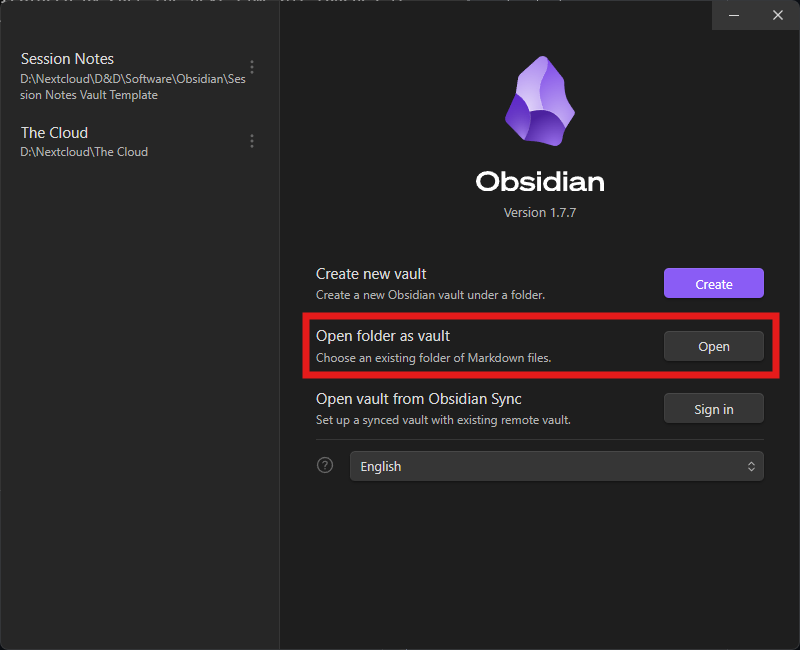 Session Notes
D:\Nextcloud\D&D\Software\Obsidian\Ses
sion Notes Vault Template
The Cloud
D:\Nextcloud\The Cloud
Obsidian
Version 1.7.7
Create new vault
Create a new Obsidian vault under a folder.
Create
Open folder as vault
Choose an existing folder of Markdown files.
Open
Open vault from Obsidian Sync
Set up a synced vault with existing remote vault.
Sign in
?
English